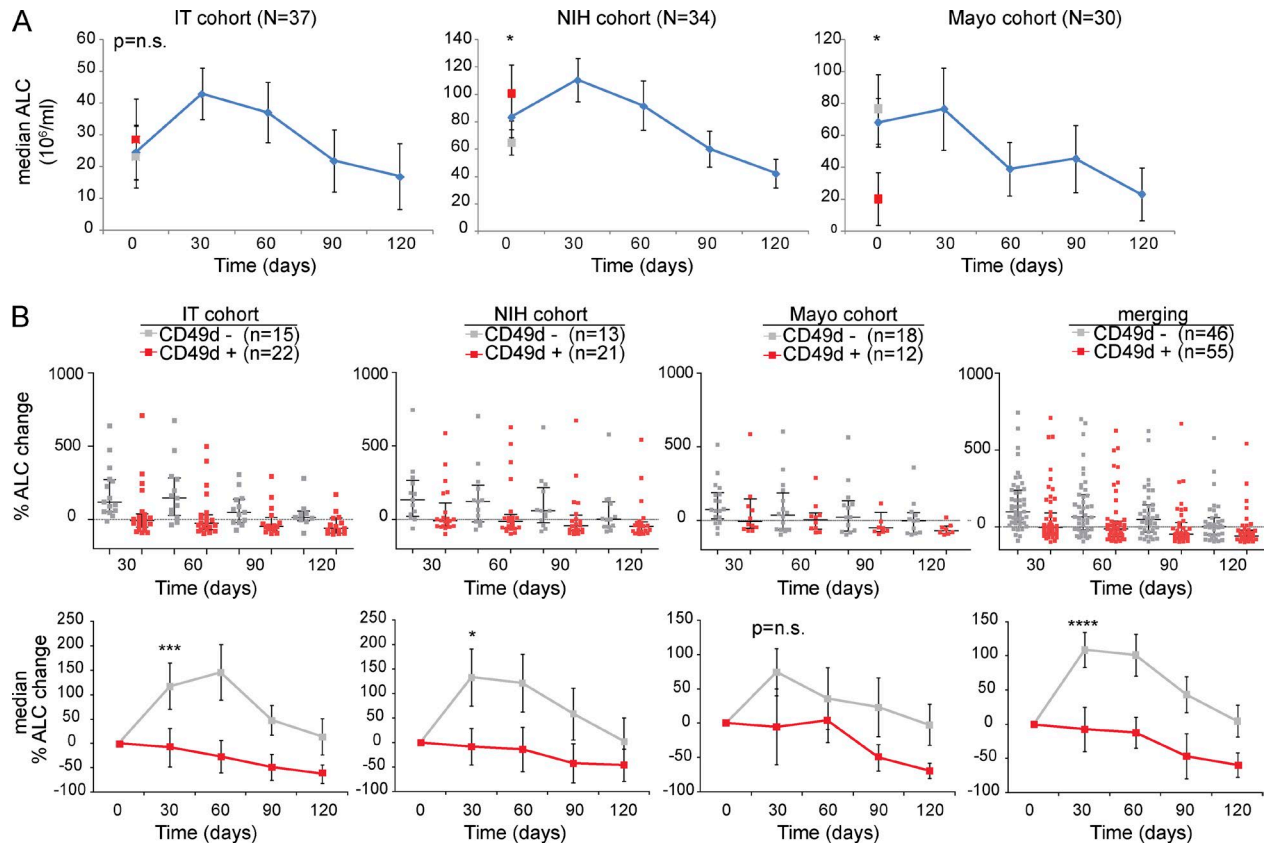 A
IT cohort (N=37)
NIH cohort (N=34)
Mayo cohort (N=30)
median ALC
(10⁶/ml)
p=n.s.
60
50
40
30
20
10
0
0 30 60 90 120
Time (days)
*
140
120
100
80
60
40
20
0
0 30 60 90 120
Time (days)
*
120
100
80
60
40
20
0
0 30 60 90 120
Time (days)
B
IT cohort
CD49d - (n=15)
CD49d + (n=22)
NIH cohort
CD49d - (n=13)
CD49d + (n=21)
Mayo cohort
CD49d - (n=18)
CD49d + (n=12)
merging
CD49d - (n=46)
CD49d + (n=55)
% ALC change
1000
500
0
30 60 90 120
Time (days)
1000
500
0
30 60 90 120
Time (days)
1000
500
0
30 60 90 120
Time (days)
1000
500
0
30 60 90 120
Time (days)
median
% ALC change
250
200
150
100
50
0
-50
-100
***
0 30 60 90 120
Time (days)
250
200
150
100
50
0
-50
-100
*
0 30 60 90 120
Time (days)
150
100
50
0
-50
-100
p=n.s.
0 30 60 90 120
Time (days)
150
100
50
0
-50
-100
****
0 30 60 90 120
Time (days)